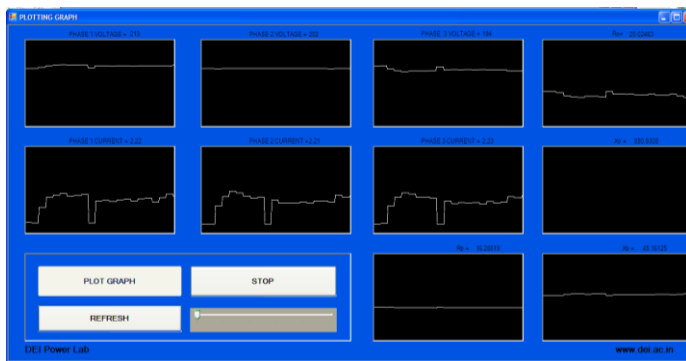 PLOTTING GRAPH
PHASE 1 VOLTAGE = 213
PHASE 2 VOLTAGE = 202
PHASE 3 VOLTAGE = 194
PHASE 1 CURRENT = 2.22
PHASE 2 CURRENT = 2.21
PHASE 3 CURRENT = 2.23
PLOT GRAPH
STOP
REFRESH
DEI Power Lab
www.dei.ac.in